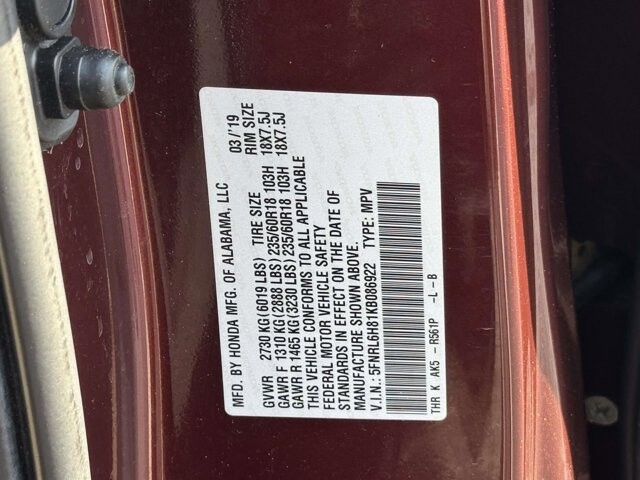 MFD. BY HONDA MFG. OF ALABAMA, LLC 03/'19
TIRE SIZE RIM SIZE
GVWR 2730 KG (6019 LBS)
GAWR F 1310 KG (2888 LBS) 235/60R18 103H 18X7.5J
GAWR R 1465 KG (3230 LBS) 235/60R18 103H 18X7.5J
THIS VEHICLE CONFORMS TO ALL APPLICABLE
FEDERAL MOTOR VEHICLE SAFETY
STANDARDS IN EFFECT ON THE DATE OF
MANUFACTURE SHOWN ABOVE.
V.I.N.: 5FNRL6H81KB086922 TYPE: MPV
THR K AK5 - R561P -L-B